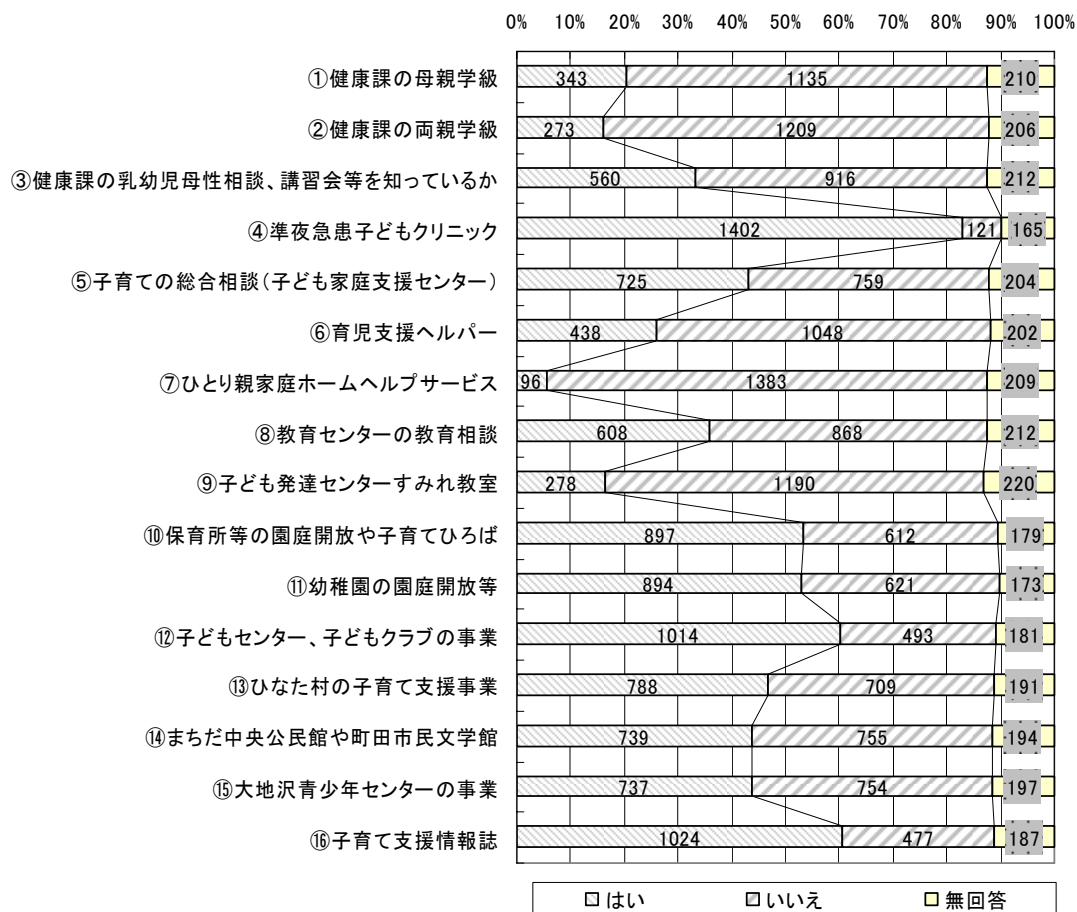 0% 10% 20% 30% 40% 50% 60% 70% 80% 90% 100%
①健康課の母親学級 343 1135 210
②健康課の両親学級 273 1209 206
③健康課の乳幼児母性相談、講習会等を知っているか 560 916 212
④準夜急患子どもクリニック 1402 121 165
⑤子育ての総合相談(子ども家庭支援センター) 725 759 204
⑥育児支援ヘルパー 438 1048 202
⑦ひとり親家庭ホームヘルプサービス 96 1383 209
⑧教育センターの教育相談 608 868 212
⑨子ども発達センターすみれ教室 278 1190 220
⑩保育所等の園庭開放や子育てひろば 897 612 179
⑪幼稚園の園庭開放等 894 621 173
⑫子どもセンター、子どもクラブの事業 1014 493 181
⑬ひなた村の子育て支援事業 788 709 191
⑭まちだ中央公民館や町田市民文学館 739 755 194
⑮大地沢青少年センターの事業 737 754 197
⑯子育て支援情報誌 1024 477 187
はい いいえ 無回答